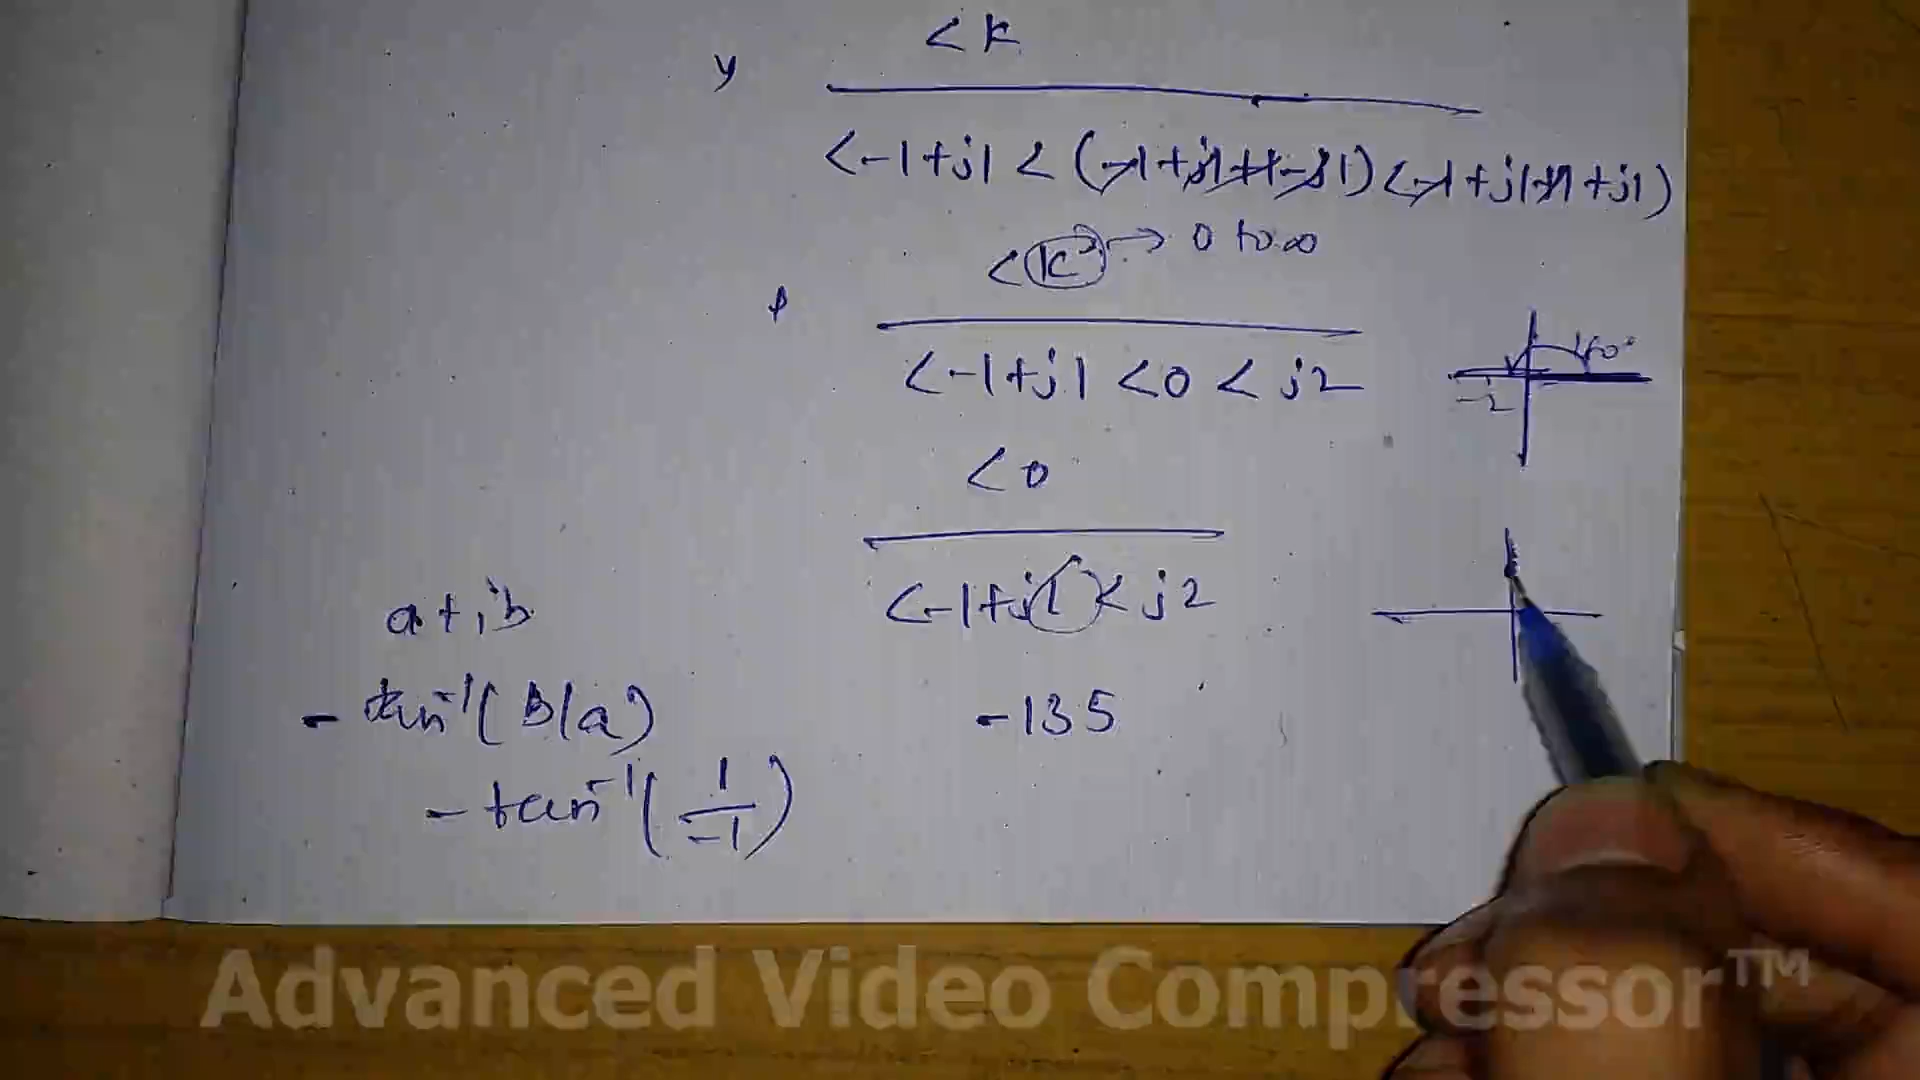 <K
y
<-1+j1 <(-1+j1+1-j1) <-1+j1+1+j1)
<K → 0 to ∞
<-1+j1 <0 < j2
180°
-2
<0
<-1+j1 < j2
a+ib
-tan⁻¹(b/a)
-135
-tan⁻¹(1/-1)
Advanced Video Compressor™